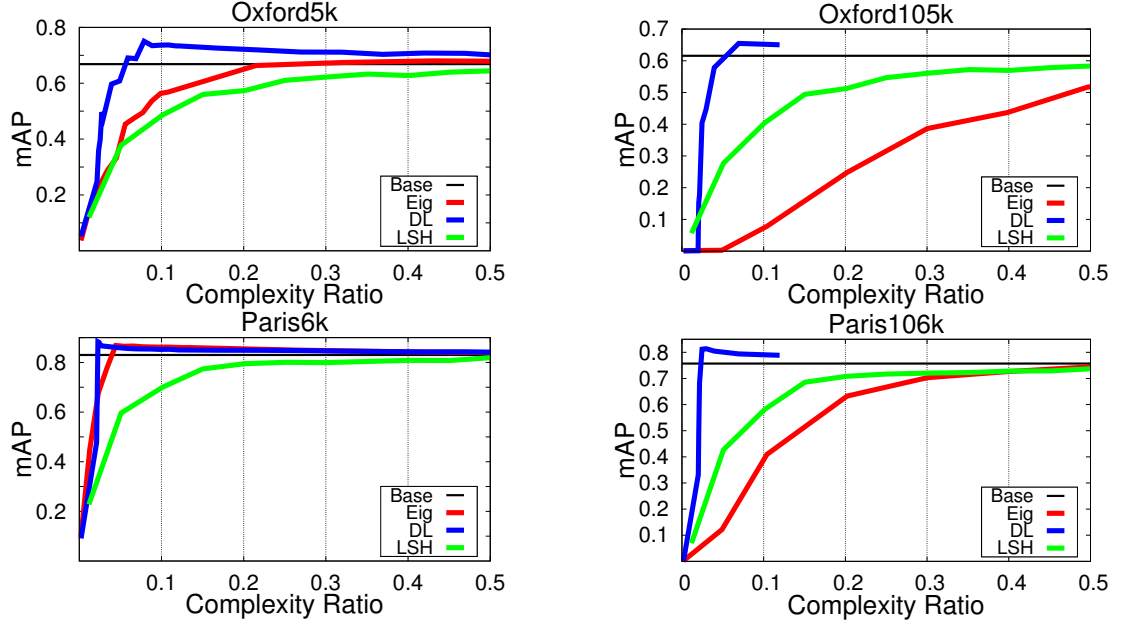 Oxford5k
mAP
0.8
0.6
0.4
0.2
Base
Eig
DL
LSH
0.1 0.2 0.3 0.4 0.5
Complexity Ratio
Oxford105k
mAP
0.7
0.6
0.5
0.4
0.3
0.2
0.1
Base
Eig
DL
LSH
0 0.1 0.2 0.3 0.4 0.5
Complexity Ratio
Paris6k
mAP
0.8
0.6
0.4
0.2
Base
Eig
DL
LSH
0.1 0.2 0.3 0.4 0.5
Complexity Ratio
Paris106k
mAP
0.8
0.7
0.6
0.5
0.4
0.3
0.2
0.1
Base
Eig
DL
LSH
0 0.1 0.2 0.3 0.4 0.5
Complexity Ratio